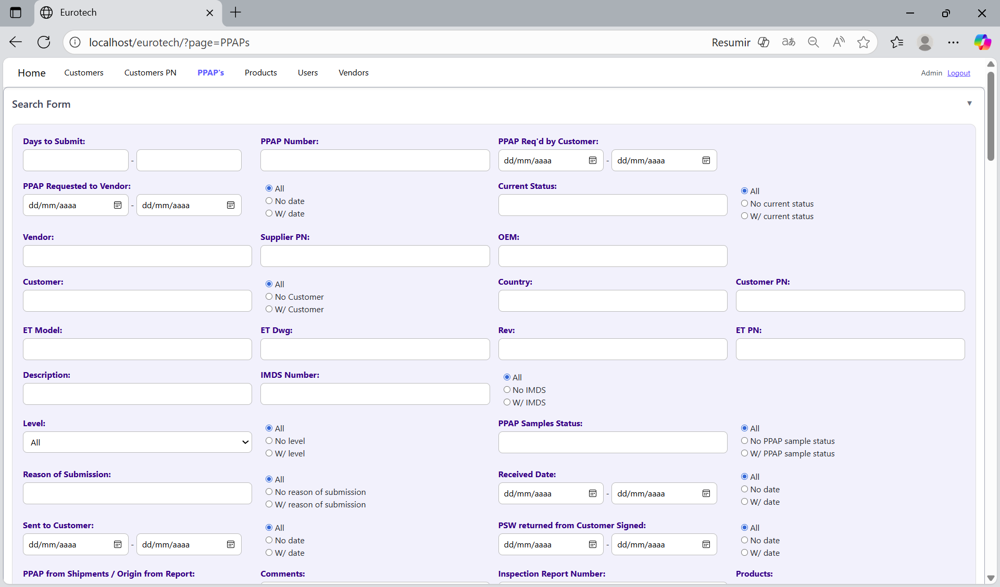 Eurotech
localhost/eurotech/?page=PPAPs
Resumir
aあ
Home Customers Customers PN PPAP's Products Users Vendors Admin Logout
Search Form
Days to Submit: PPAP Number: PPAP Req'd by Customer:
- dd/mm/aaaa - dd/mm/aaaa
PPAP Requested to Vendor: All Current Status: All
dd/mm/aaaa - dd/mm/aaaa No date No current status
W/ date W/ current status
Vendor: Supplier PN: OEM:
Customer: All Country: Customer PN:
No Customer
W/ Customer
ET Model: ET Dwg: Rev: ET PN:
Description: IMDS Number: All
No IMDS
W/ IMDS
Level: All PPAP Samples Status: All
All No level No PPAP sample status
W/ level W/ PPAP sample status
Reason of Submission: All Received Date: All
No reason of submission dd/mm/aaaa - dd/mm/aaaa No date
W/ reason of submission W/ date
Sent to Customer: All PSW returned from Customer Signed: All
dd/mm/aaaa - dd/mm/aaaa No date dd/mm/aaaa - dd/mm/aaaa No date
W/ date W/ date
PPAP from Shipments / Origin from Report: Comments: Inspection Report Number: Products: